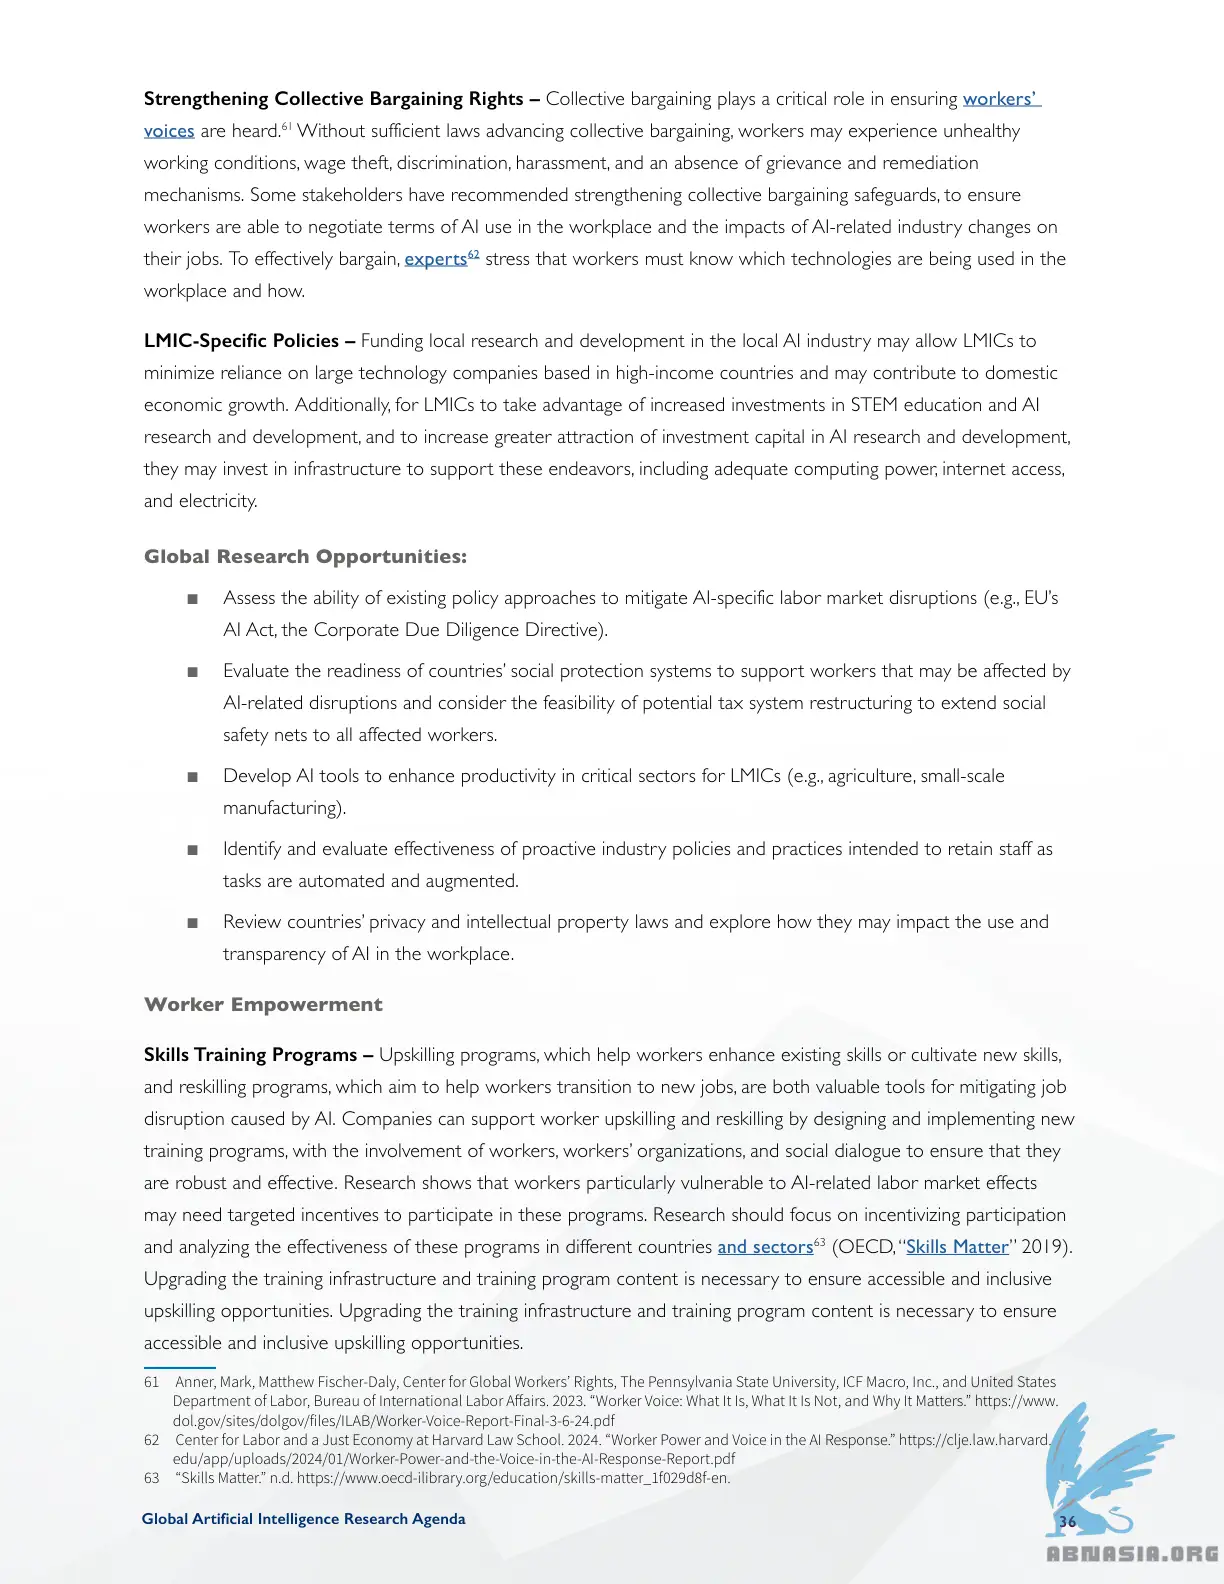 Strengthening Collective Bargaining Rights – Collective bargaining plays a critical role in ensuring workers’
voices are heard.61 Without sufficient laws advancing collective bargaining, workers may experience unhealthy
working conditions, wage theft, discrimination, harassment, and an absence of grievance and remediation
mechanisms. Some stakeholders have recommended strengthening collective bargaining safeguards, to ensure
workers are able to negotiate terms of AI use in the workplace and the impacts of AI-related industry changes on
their jobs. To effectively bargain, experts62 stress that workers must know which technologies are being used in the
workplace and how.
LMIC-Specific Policies – Funding local research and development in the local AI industry may allow LMICs to
minimize reliance on large technology companies based in high-income countries and may contribute to domestic
economic growth. Additionally, for LMICs to take advantage of increased investments in STEM education and AI
research and development, and to increase greater attraction of investment capital in AI research and development,
they may invest in infrastructure to support these endeavors, including adequate computing power, internet access,
and electricity.
Global Research Opportunities:
■ Assess the ability of existing policy approaches to mitigate AI-specific labor market disruptions (e.g., EU’s
AI Act, the Corporate Due Diligence Directive).
■ Evaluate the readiness of countries’ social protection systems to support workers that may be affected by
AI-related disruptions and consider the feasibility of potential tax system restructuring to extend social
safety nets to all affected workers.
■ Develop AI tools to enhance productivity in critical sectors for LMICs (e.g., agriculture, small-scale
manufacturing).
■ Identify and evaluate effectiveness of proactive industry policies and practices intended to retain staff as
tasks are automated and augmented.
■ Review countries’ privacy and intellectual property laws and explore how they may impact the use and
transparency of AI in the workplace.
Worker Empowerment
Skills Training Programs – Upskilling programs, which help workers enhance existing skills or cultivate new skills,
and reskilling programs, which aim to help workers transition to new jobs, are both valuable tools for mitigating job
disruption caused by AI. Companies can support worker upskilling and reskilling by designing and implementing new
training programs, with the involvement of workers, workers’ organizations, and social dialogue to ensure that they
are robust and effective. Research shows that workers particularly vulnerable to AI-related labor market effects
may need targeted incentives to participate in these programs. Research should focus on incentivizing participation
and analyzing the effectiveness of these programs in different countries and sectors63 (OECD, “Skills Matter” 2019).
Upgrading the training infrastructure and training program content is necessary to ensure accessible and inclusive
upskilling opportunities. Upgrading the training infrastructure and training program content is necessary to ensure
accessible and inclusive upskilling opportunities.
61 Anner, Mark, Matthew Fischer-Daly, Center for Global Workers’ Rights, The Pennsylvania State University, ICF Macro, Inc., and United States
Department of Labor, Bureau of International Labor Affairs. 2023. “Worker Voice: What It Is, What It Is Not, and Why It Matters.” https://www.
dol.gov/sites/dolgov/files/ILAB/Worker-Voice-Report-Final-3-6-24.pdf
62 Center for Labor and a Just Economy at Harvard Law School. 2024. “Worker Power and Voice in the AI Response.” https://clje.law.harvard.
edu/app/uploads/2024/01/Worker-Power-and-the-Voice-in-the-AI-Response-Report.pdf
63 “Skills Matter.” n.d. https://www.oecd-ilibrary.org/education/skills-matter_1f029d8f-en.
Global Artificial Intelligence Research Agenda 36
ABNASIA.ORG